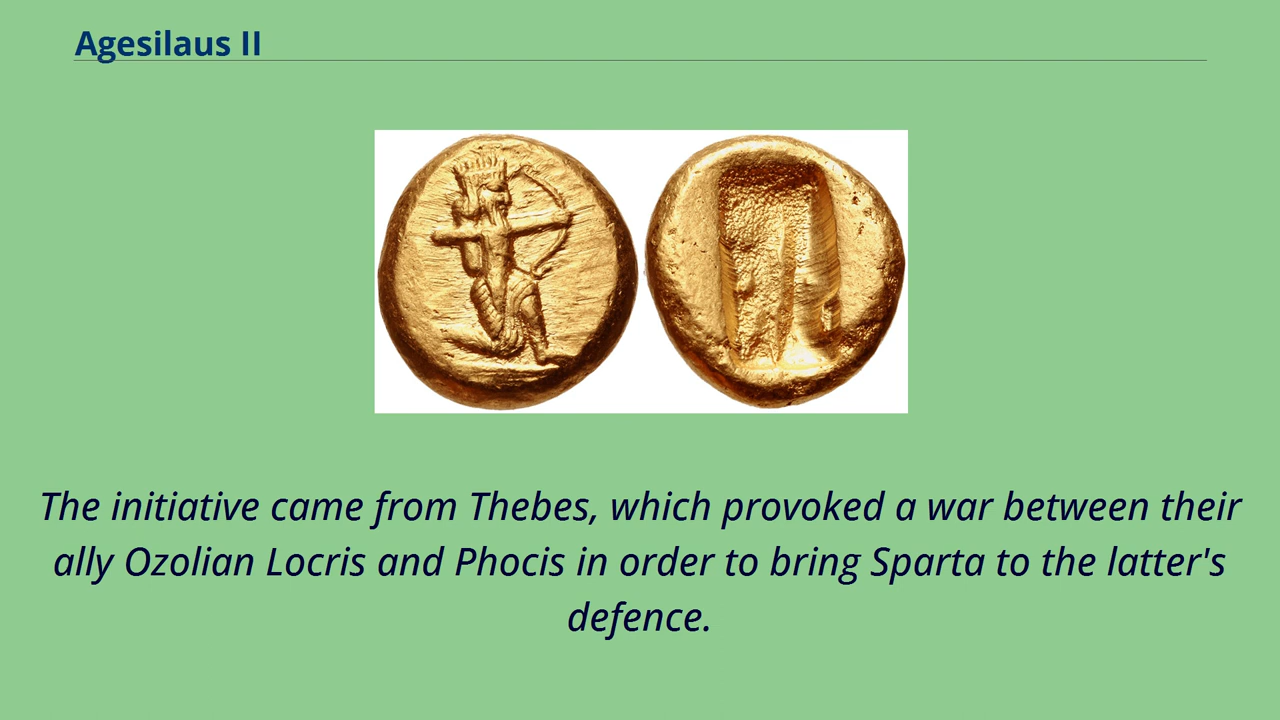 Agesilaus II
The initiative came from Thebes, which provoked a war between their
ally Ozolian Locris and Phocis in order to bring Sparta to the latter's
defence.